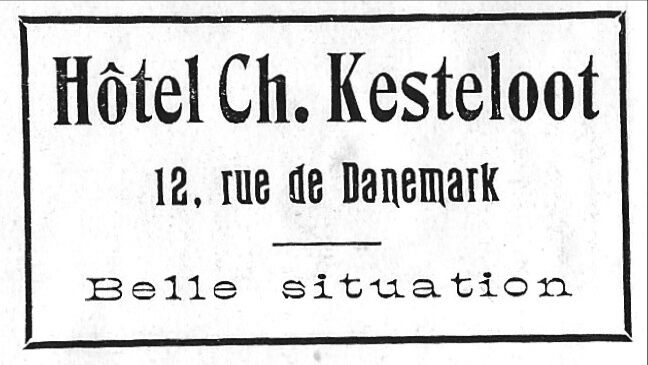 Hôtel Ch. Kesteloot
12, rue de Danemark
Belle situation